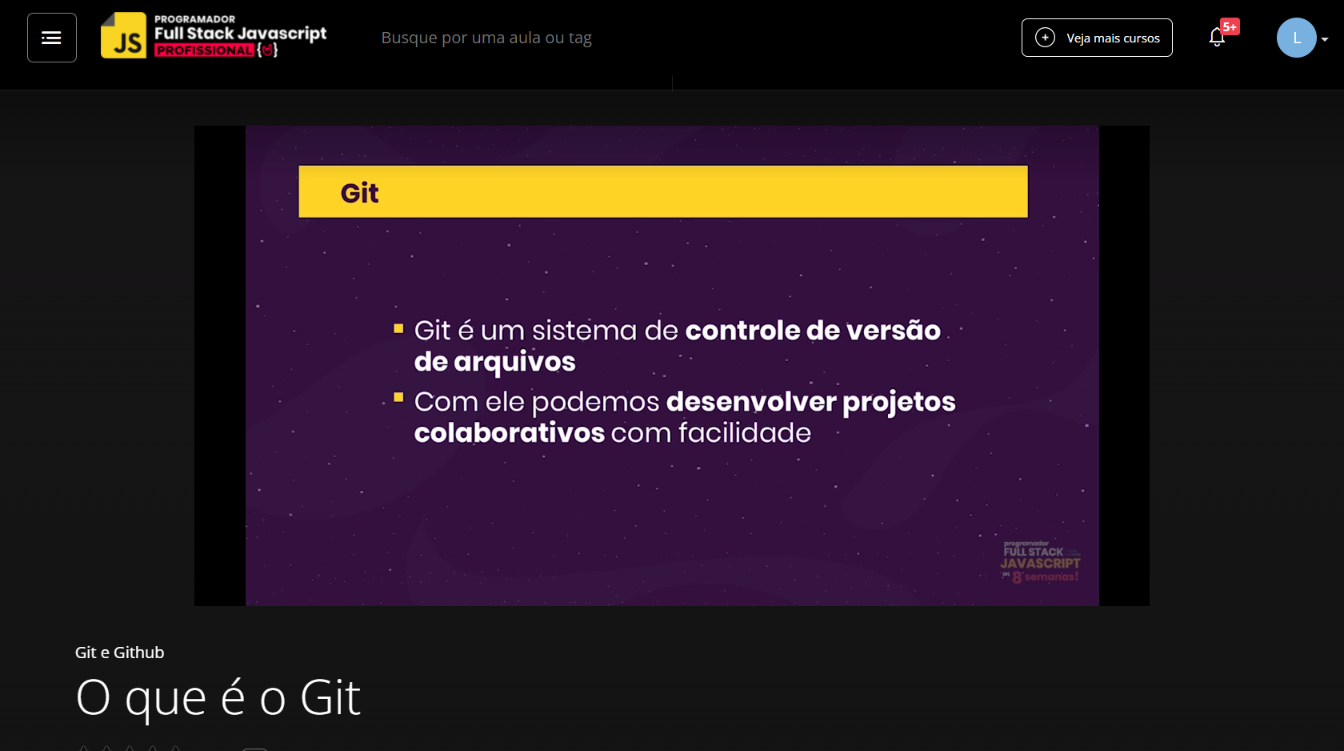 JS
PROGRAMADOR
Full Stack Javascript
PROFISSIONAL {}
Busque por uma aula ou tag
Veja mais cursos
5+
L
Git
Git é um sistema de controle de versão
de arquivos
Com ele podemos desenvolver projetos
colaborativos com facilidade
programador
FULL STACK
JAVASCRIPT
em 8 semanas!
Git e Github
O que é o Git